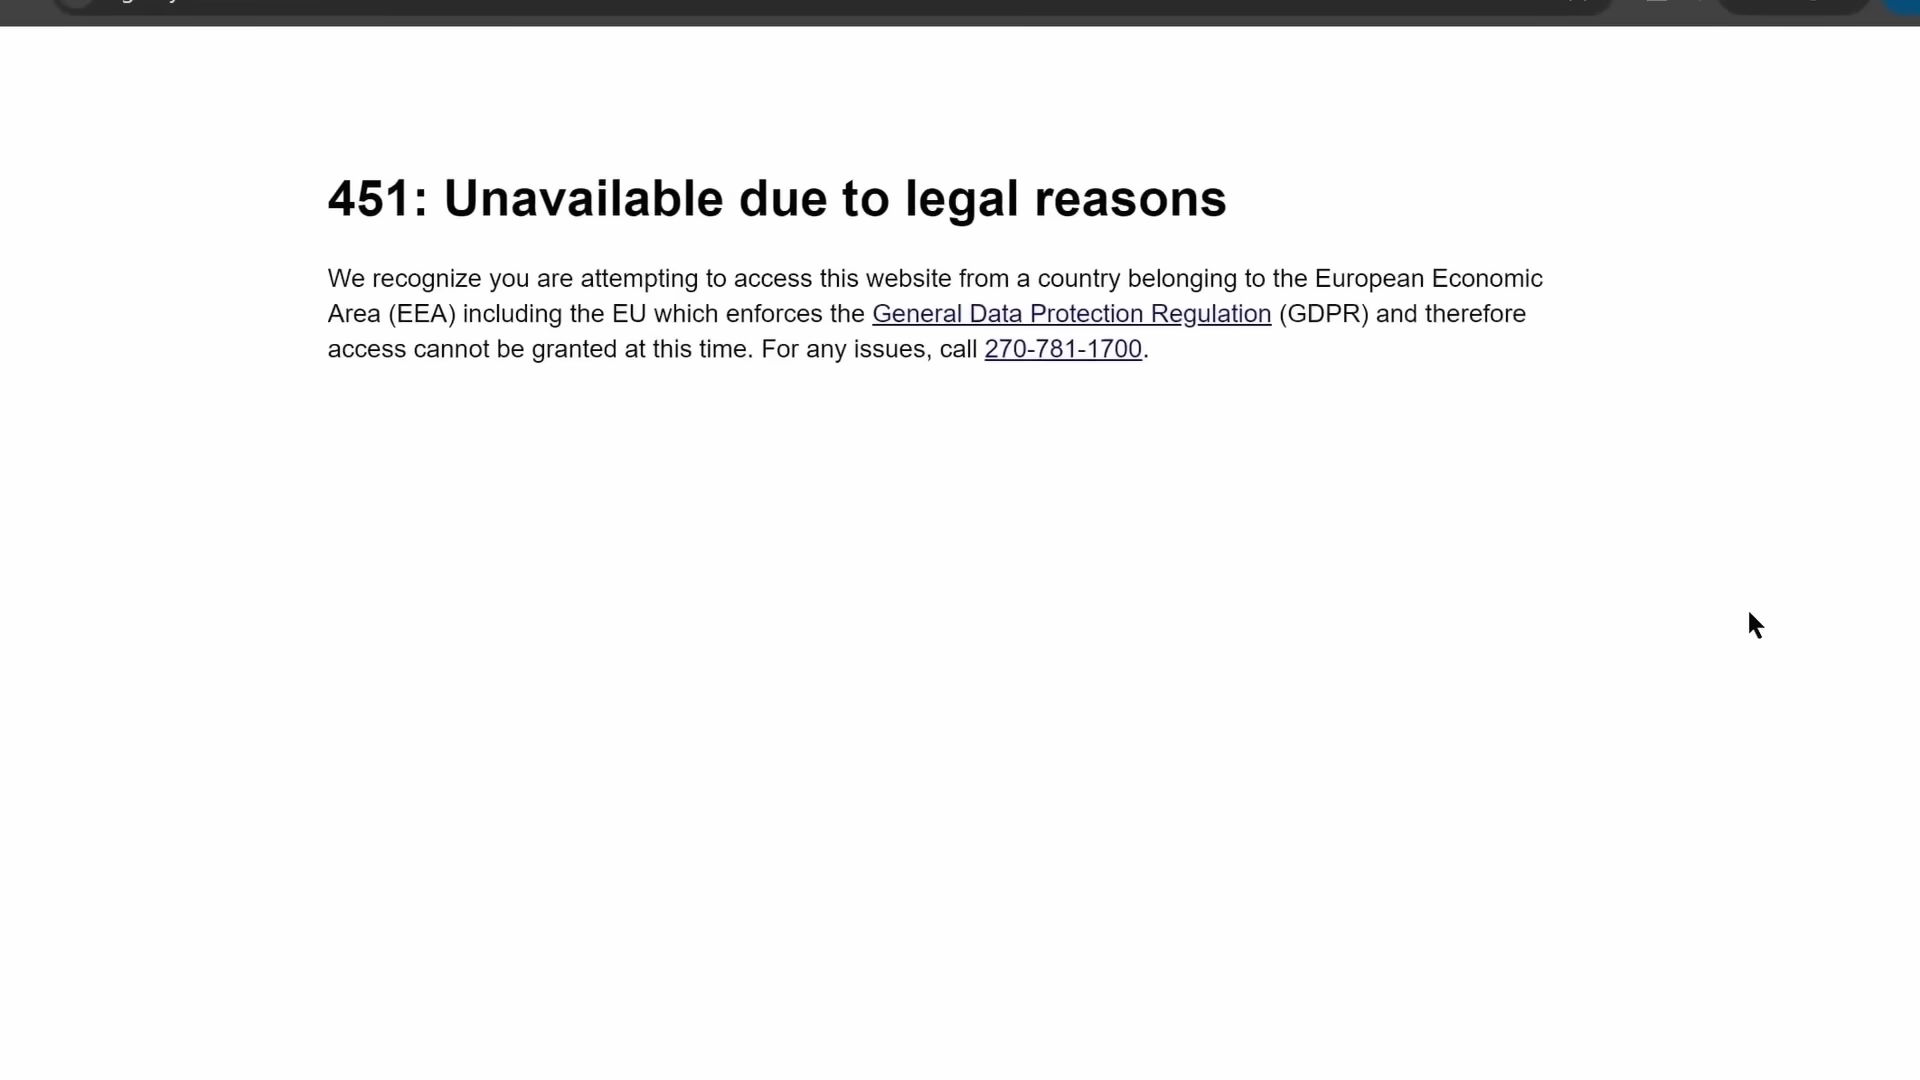 451: Unavailable due to legal reasons
We recognize you are attempting to access this website from a country belonging to the European Economic
Area (EEA) including the EU which enforces the General Data Protection Regulation (GDPR) and therefore
access cannot be granted at this time. For any issues, call 270-781-1700.